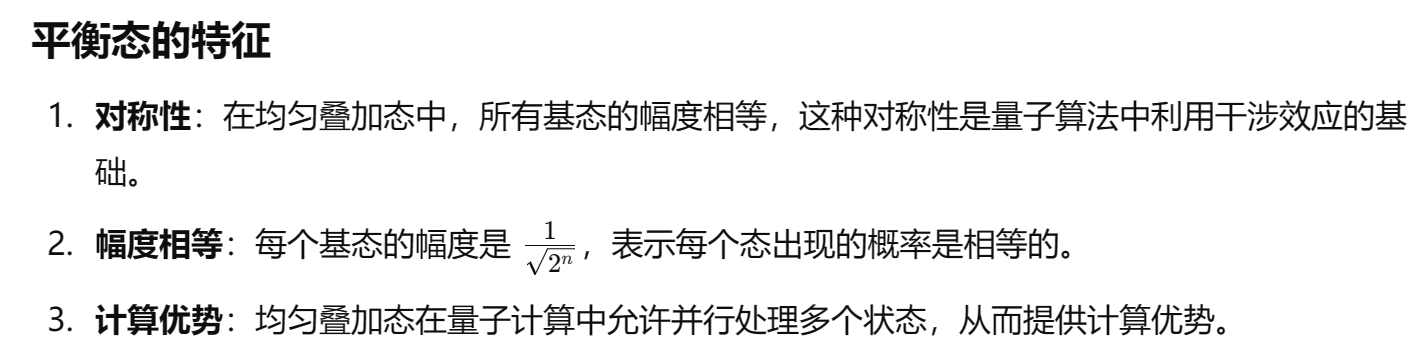 平衡态的特征
1. 对称性：在均匀叠加态中，所有基态的幅度相等，这种对称性是量子算法中利用干涉效应的基
础。
2. 幅度相等：每个基态的幅度是 $\frac{1}{\sqrt{2^n}}$，表示每个态出现的概率是相等的。
3. 计算优势：均匀叠加态在量子计算中允许并行处理多个状态，从而提供计算优势。